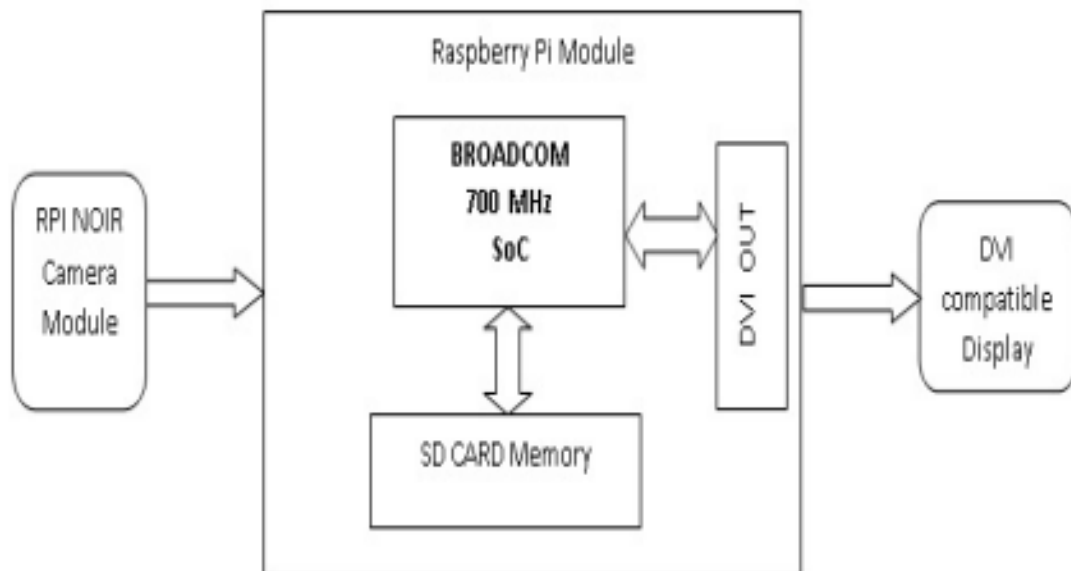 Raspberry Pi Module
RPI NOIR
Camera
Module
BROADCOM
700 MHz
SoC
DVI OUT
SD CARD Memory
DVI
compatible
Display